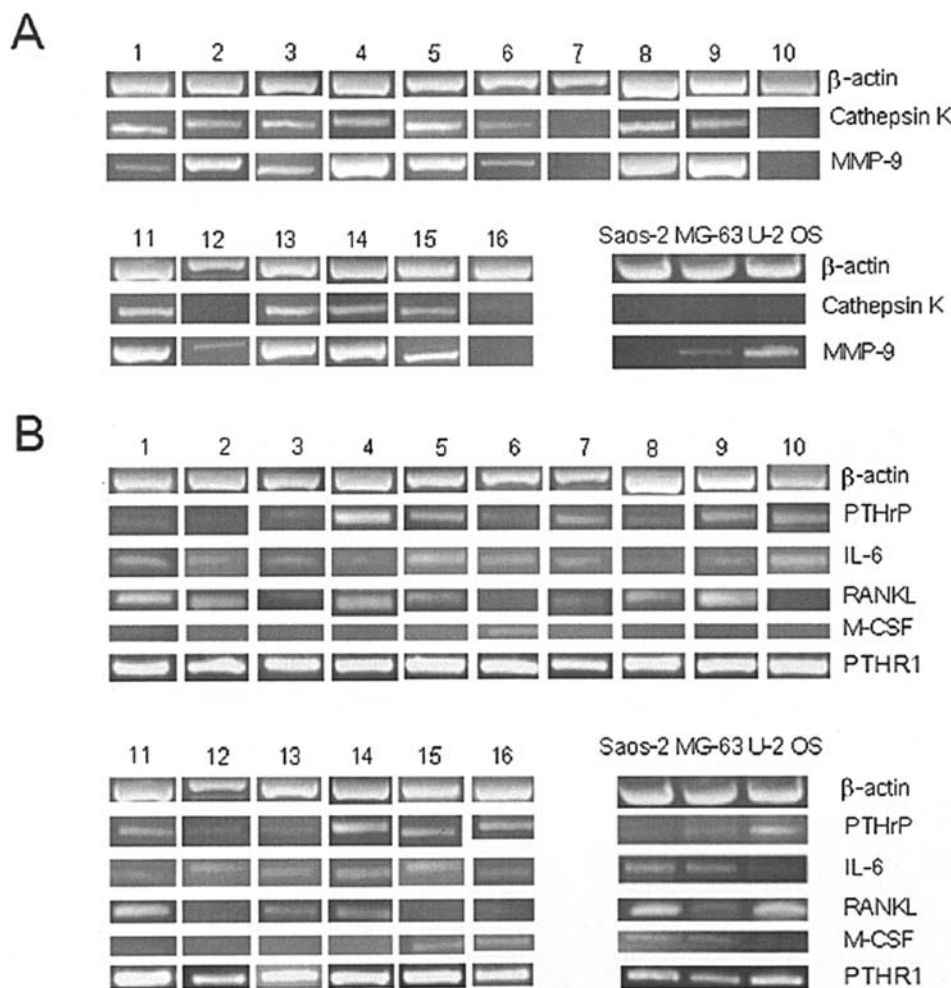 A
1 2 3 4 5 6 7 8 9 10
β-actin
Cathepsin K
MMP-9
11 12 13 14 15 16
Saos-2 MG-63 U-2 OS
β-actin
Cathepsin K
MMP-9
B
1 2 3 4 5 6 7 8 9 10
β-actin
PTHrP
IL-6
RANKL
M-CSF
PTHR1
11 12 13 14 15 16
Saos-2 MG-63 U-2 OS
β-actin
PTHrP
IL-6
RANKL
M-CSF
PTHR1